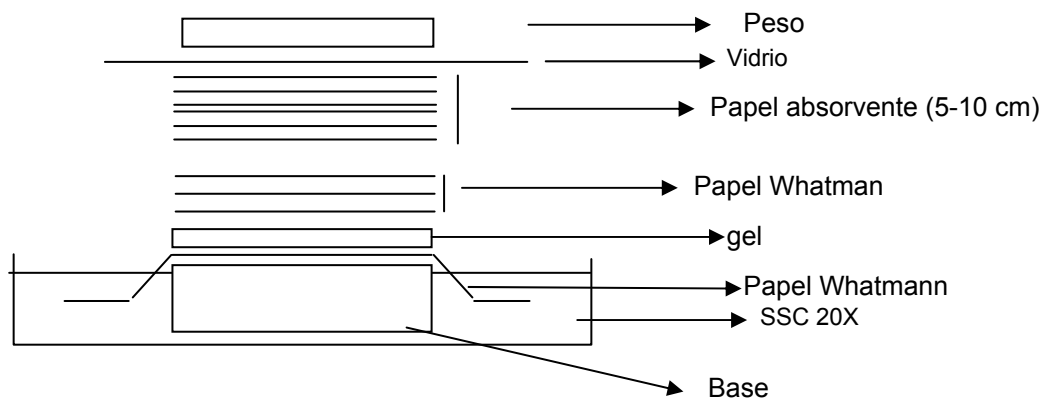 Peso
Vidrio
Papel absorvente (5-10 cm)
Papel Whatman
gel
Papel Whatmann
SSC 20X
Base